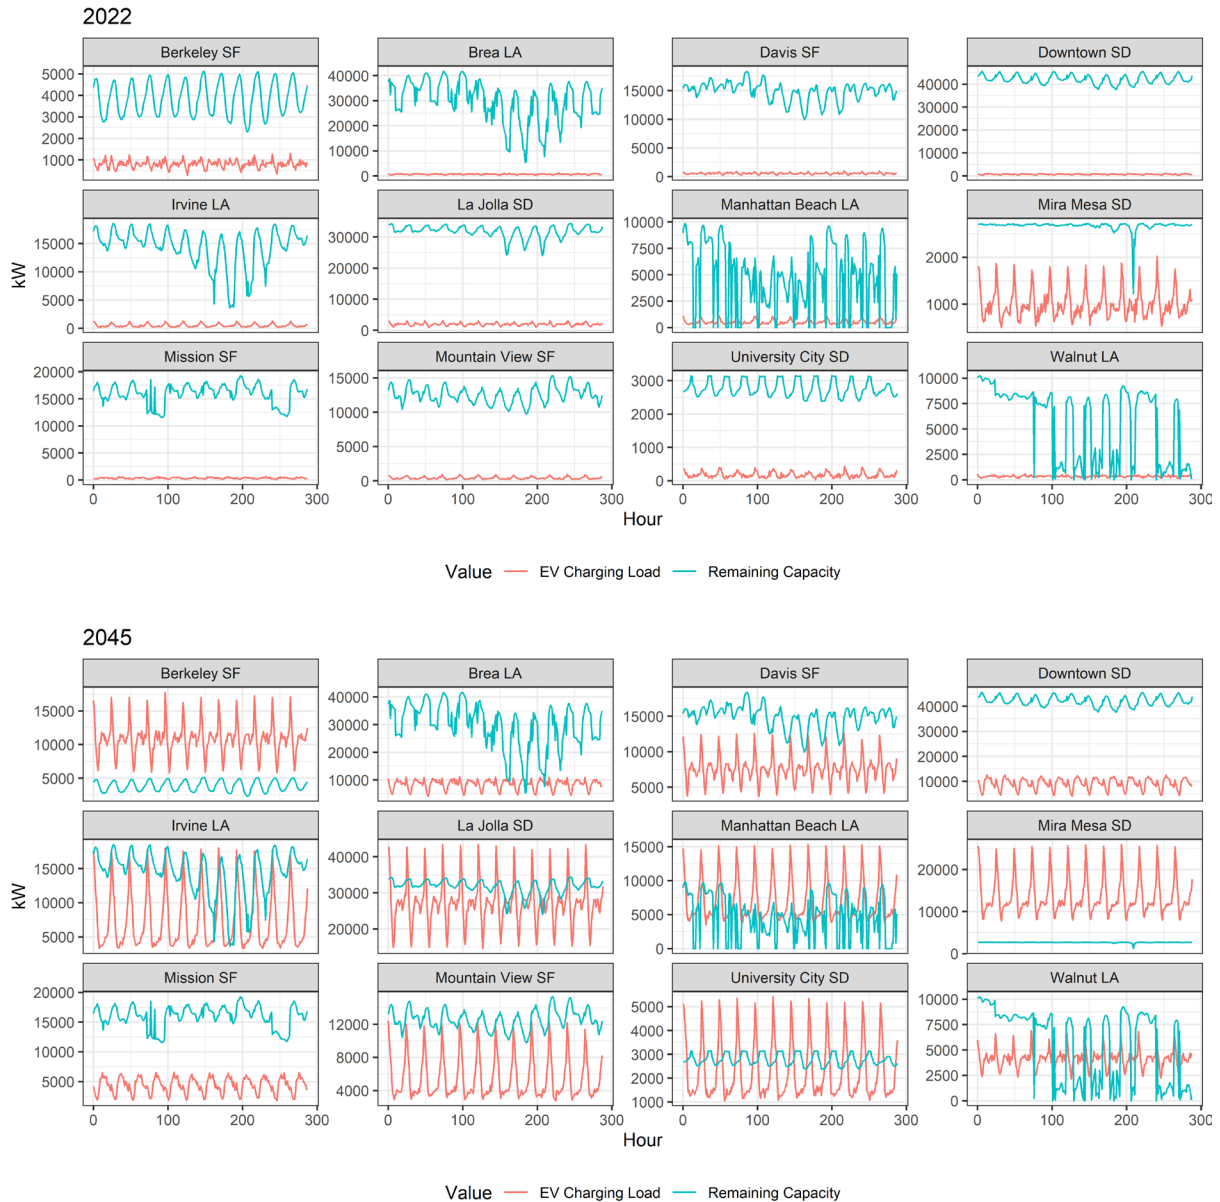 2022
Berkeley SF Brea LA Davis SF Downtown SD
5000 4000 3000 2000 1000
40000 30000 20000 10000 0
15000 10000 5000 0
40000 30000 20000 10000 0
Irvine LA La Jolla SD Manhattan Beach LA Mira Mesa SD
kW
15000 10000 5000 0
30000 20000 10000 0
10000 7500 5000 2500 0
2000 1000
Mission SF Mountain View SF University City SD Walnut LA
20000 15000 10000 5000 0
15000 10000 5000 0
3000 2000 1000 0
10000 7500 5000 2500 0
0 100 200 300 0 100 200 300 0 100 200 300 0 100 200 300
Hour
Value EV Charging Load Remaining Capacity
2045
Berkeley SF Brea LA Davis SF Downtown SD
15000 10000 5000
40000 30000 20000 10000 0
15000 10000 5000
40000 30000 20000 10000
Irvine LA La Jolla SD Manhattan Beach LA Mira Mesa SD
kW
15000 10000 5000
40000 30000 20000
15000 10000 5000 0
20000 10000 0
Mission SF Mountain View SF University City SD Walnut LA
20000 15000 10000 5000
12000 8000 4000
5000 4000 3000 2000 1000
10000 7500 5000 2500 0
0 100 200 300 0 100 200 300 0 100 200 300 0 100 200 300
Hour
Value EV Charging Load Remaining Capacity